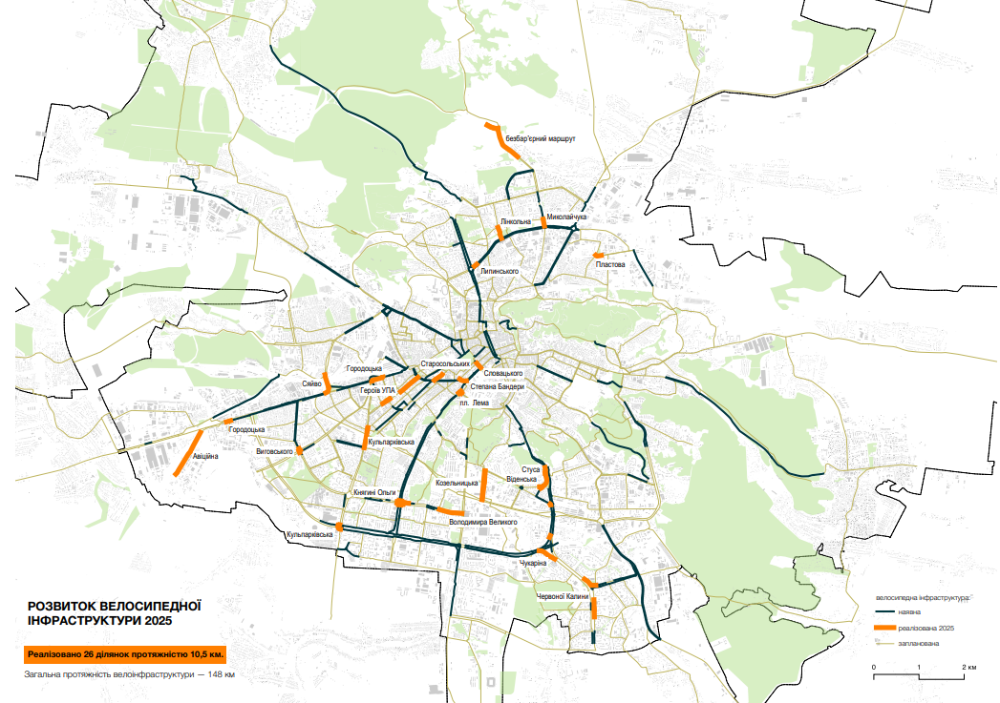 безбар'єрний маршрут
Миколайчука
Лінкольна
Пластова
Липинського
Старосольських
Городоцька
Словацького
Сяйво
Степана Бандери
Героїв УПА
пл. Лема
Городоцька
Кульпарківська
Виговського
Авіційна
Стуса
Віденська
Козельницька
Княгині Ольги
Володимира Великого
Кульпарківська
Чукаріна
Червоної Калини
РОЗВИТОК ВЕЛОСИПЕДНОЇ
ІНФРАСТРУКТУРИ 2025
Реалізовано 26 ділянок протяжністю 10,5 км.
Загальна протяжність велоінфраструктури — 148 км
велосипедна інфраструктура:
наявна
реалізована 2025
запланована
0 1 2 км